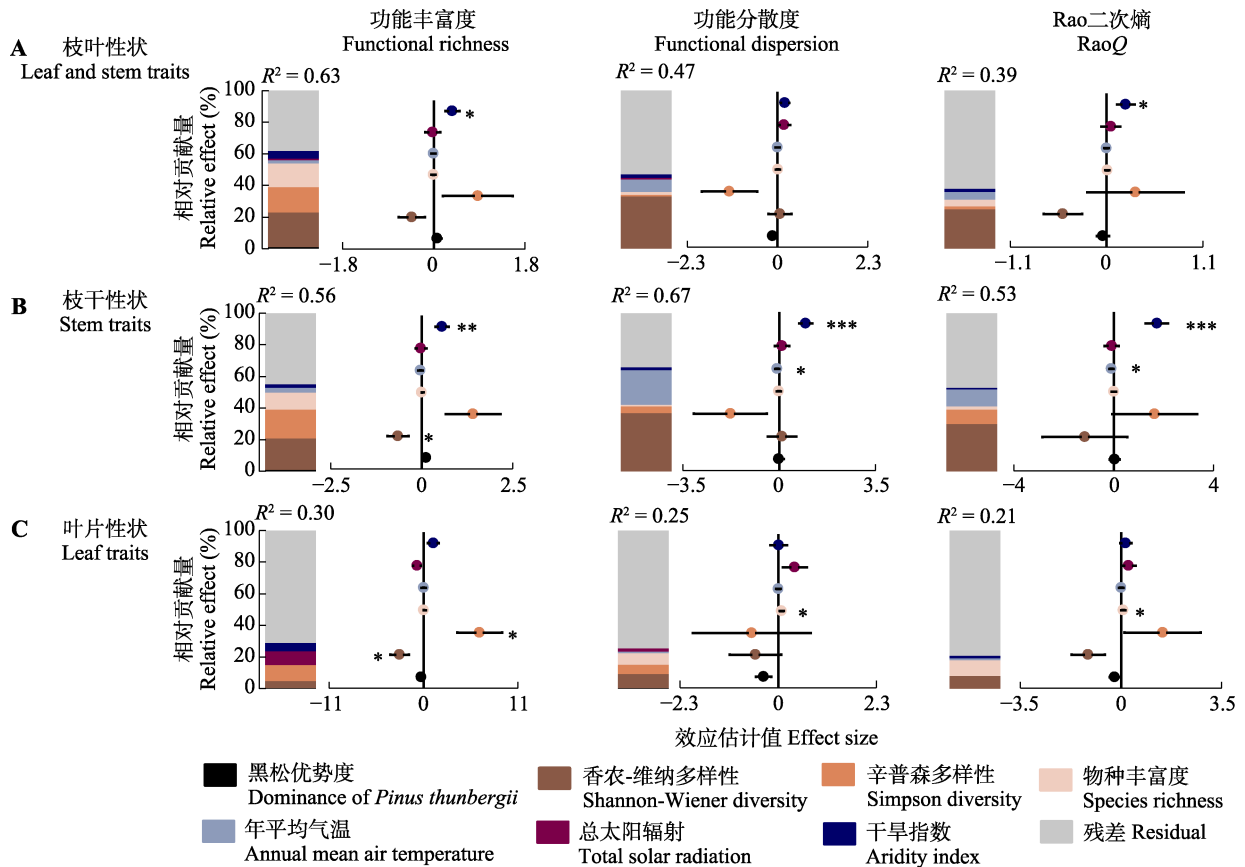 功能丰富度
Functional richness
功能分散度
Functional dispersion
Rao二次熵
RaoQ
A
枝叶性状
Leaf and stem traits
R² = 0.63
R² = 0.47
R² = 0.39
相对贡献量
Relative effect (%)
100
80
60
40
20
0
*
*
−1.8 0 1.8
−2.3 0 2.3
−1.1 0 1.1
B
枝干性状
Stem traits
R² = 0.56
R² = 0.67
R² = 0.53
相对贡献量
Relative effect (%)
100
80
60
40
20
0
**
*
***
*
***
*
−2.5 0 2.5
−3.5 0 3.5
−4 0 4
C
叶片性状
Leaf traits
R² = 0.30
R² = 0.25
R² = 0.21
相对贡献量
Relative effect (%)
100
80
60
40
20
0
*
*
*
*
−11 0 11
−2.3 0 2.3
−3.5 0 3.5
效应估计值 Effect size
黑松优势度
Dominance of Pinus thunbergii
香农-维纳多样性
Shannon-Wiener diversity
辛普森多样性
Simpson diversity
物种丰富度
Species richness
年平均气温
Annual mean air temperature
总太阳辐射
Total solar radiation
干旱指数
Aridity index
残差 Residual